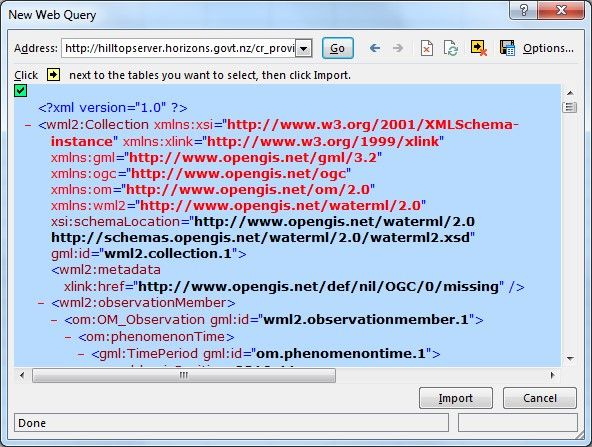 New Web Query
Address: http://hilltopserver.horizons.govt.nz/cr_provi Go Options...
Click next to the tables you want to select, then click Import.
<?xml version="1.0" ?>
- <wml2:Collection xmlns:xsi="http://www.w3.org/2001/XMLSchema-
instance" xmlns:xlink="http://www.w3.org/1999/xlink"
xmlns:gml="http://www.opengis.net/gml/3.2"
xmlns:ogc="http://www.opengis.net/ogc"
xmlns:om="http://www.opengis.net/om/2.0"
xmlns:wml2="http://www.opengis.net/waterml/2.0"
xsi:schemaLocation="http://www.opengis.net/waterml/2.0
http://schemas.opengis.net/waterml/2.0/waterml2.xsd"
gml:id="wml2.collection.1">
<wml2:metadata
xlink:href="http://www.opengis.net/def/nil/OGC/0/missing" />
- <wml2:observationMember>
- <om:OM_Observation gml:id="wml2.observationmember.1">
- <om:phenomenonTime>
- <gml:TimePeriod gml:id="om.phenomenontime.1">
Import Cancel
Done